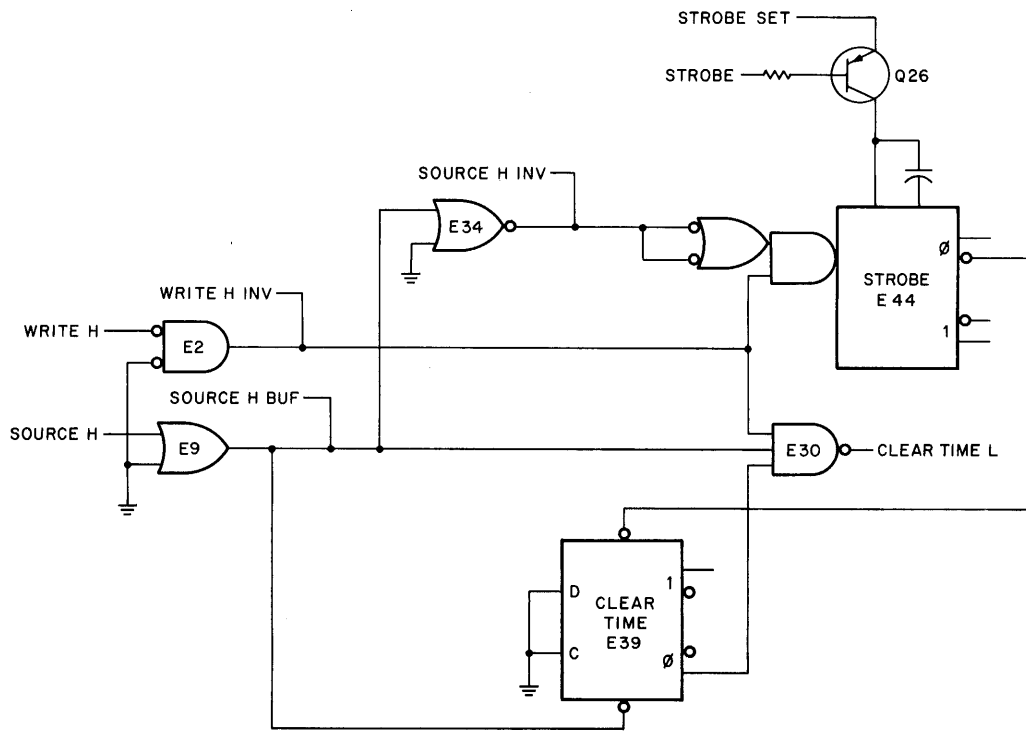 STROBE SET
STROBE
Q26
SOURCE H INV
E34
STROBE
E44
Ø
1
WRITE H INV
WRITE H
E2
SOURCE H BUF
SOURCE H
E9
E30
CLEAR TIME L
D
C
CLEAR
TIME
E39
1
Ø